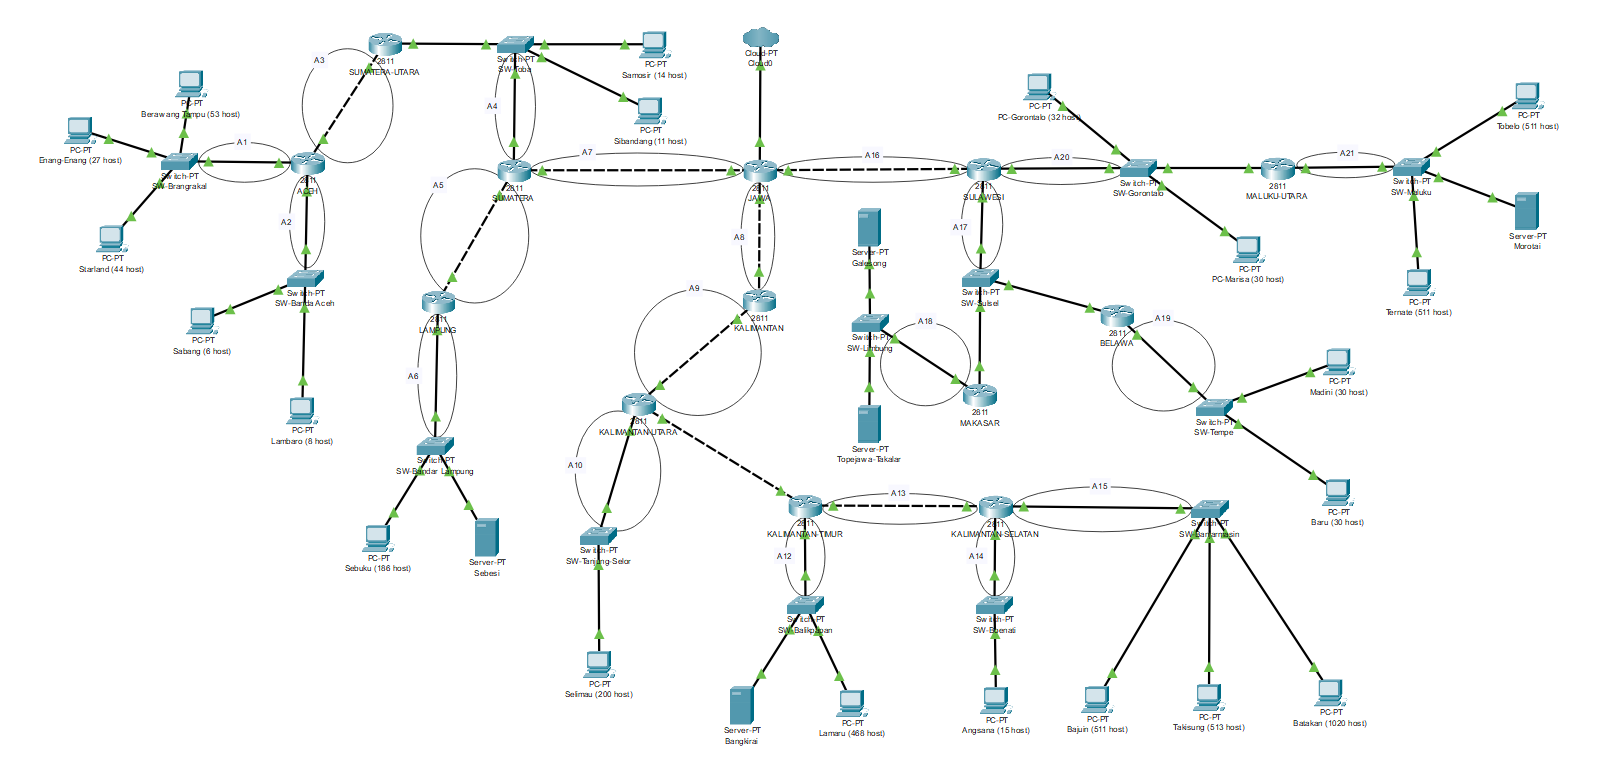 A3
2811
SUMATERA-UTARA
Switch-PT
SW-Toba
PC-PT
Samosir (14 host)
Cloud-PT
Cloud0
PC-PT
Berawang Tampu (53 host)
A4
PC-PT
Sibandang (11 host)
PC-PT
PC-Gorontalo (32 host)
PC-PT
Tobelo (511 host)
PC-PT
Enang-Enang (27 host)
A1
Switch-PT
SW-Brangrakal
2811
ACEH
A5
2811
SUMATERA
A7
2811
JAWA
A16
2811
SULAWESI
A20
Switch-PT
SW-Gorontalo
2811
MALUKU-UTARA
A21
Switch-PT
SW-Maluku
A2
A8
A17
PC-PT
Starland (44 host)
Server-PT
Galesong
PC-PT
PC-Marisa (30 host)
Server-PT
Morotai
Switch-PT
SW-Banda Aceh
2811
LAMPUNG
A9
2811
KALIMANTAN
Switch-PT
SW-Sulsel
PC-PT
Ternate (511 host)
PC-PT
Sabang (6 host)
Switch-PT
SW-Limbung
A18
2811
BELAWA
A19
A6
PC-PT
Madini (30 host)
PC-PT
Lambaro (8 host)
2811
KALIMANTAN-UTARA
2811
MAKASAR
Switch-PT
SW-Tempe
Server-PT
Topejawa-Takalar
Switch-PT
SW-Bandar Lampung
A10
A13
A15
PC-PT
Baru (30 host)
2811
KALIMANTAN-TIMUR
2811
KALIMANTAN-SELATAN
Switch-PT
SW-Banjarmasin
Switch-PT
SW-Tanjung-Selor
A12
A14
PC-PT
Sebuku (186 host)
Server-PT
Sebesi
Switch-PT
SW-Balikpapan
Switch-PT
SW-Boenati
PC-PT
Selimau (200 host)
Server-PT
Bangkirai
PC-PT
Lamaru (468 host)
PC-PT
Angsana (15 host)
PC-PT
Bajuin (511 host)
PC-PT
Takisung (513 host)
PC-PT
Batakan (1020 host)